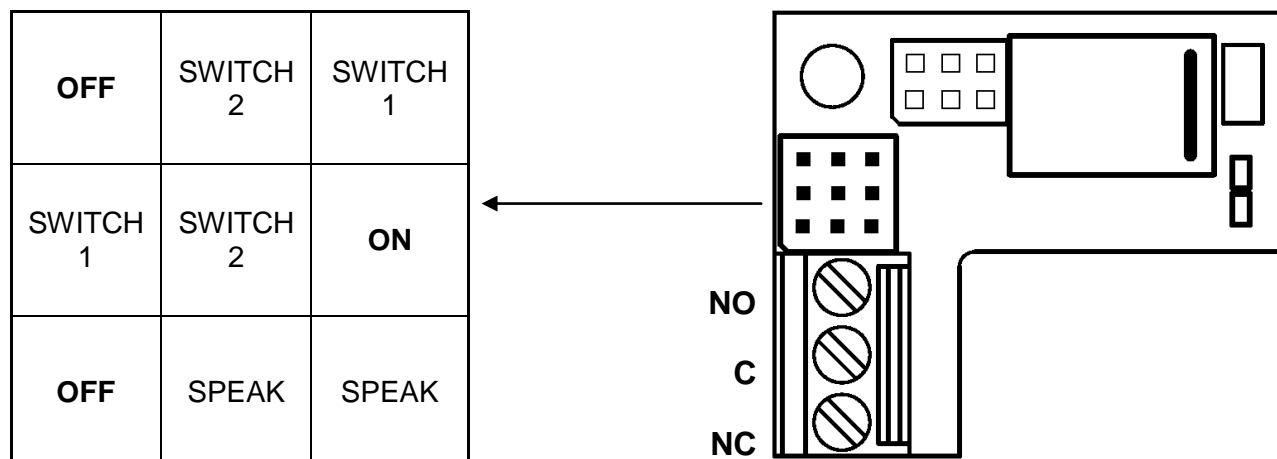 OFF
SWITCH
2
SWITCH
1
SWITCH
1
SWITCH
2
ON
OFF
SPEAK
SPEAK
NO
C
NC